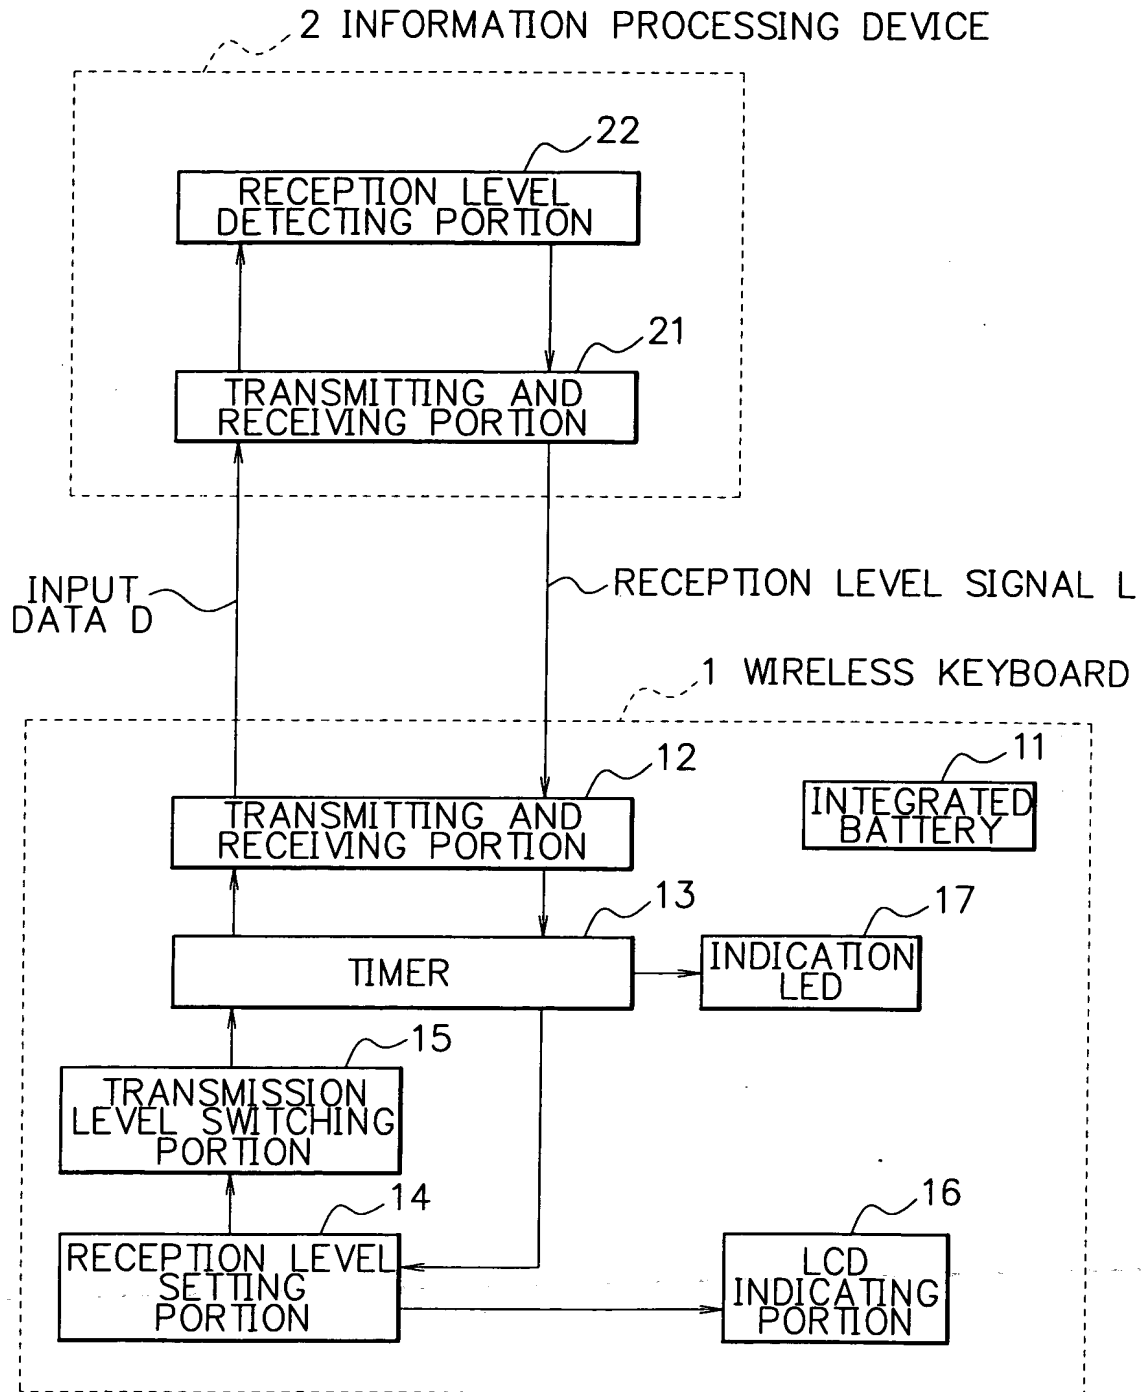 2 INFORMATION PROCESSING DEVICE
22
RECEPTION LEVEL
DETECTING PORTION
21
TRANSMITTING AND
RECEIVING PORTION
INPUT
DATA D
RECEPTION LEVEL SIGNAL L
1 WIRELESS KEYBOARD
12
TRANSMITTING AND
RECEIVING PORTION
11
INTEGRATED
BATTERY
13
TIMER
17
INDICATION
LED
15
TRANSMISSION
LEVEL SWITCHING
PORTION
14
RECEPTION LEVEL
SETTING
PORTION
16
LCD
INDICATING
PORTION